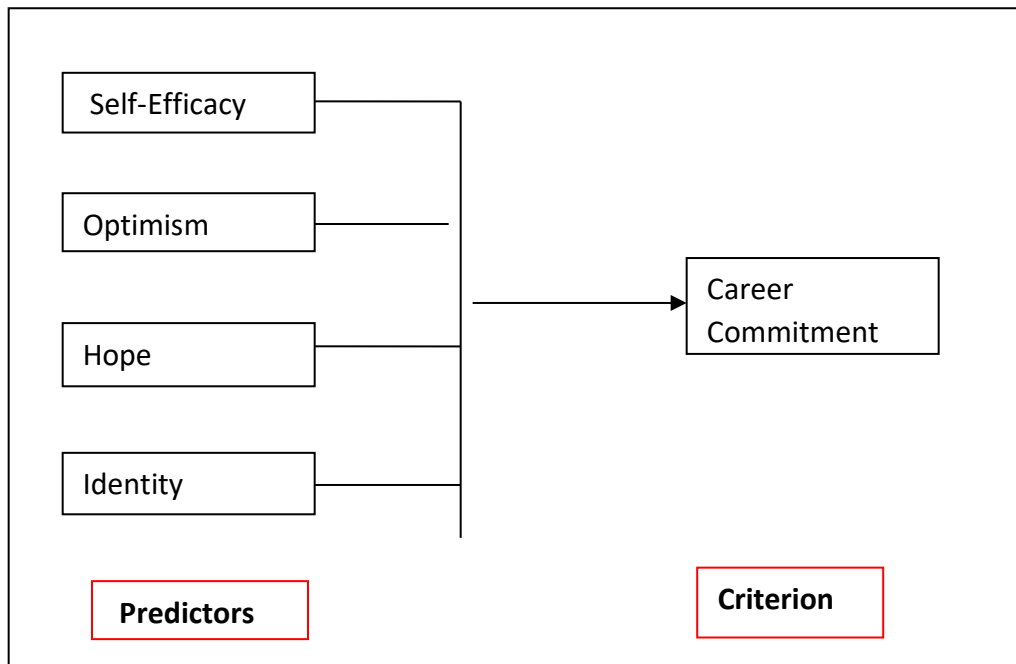 Self-Efficacy
Optimism
Hope
Identity
Career
Commitment
Predictors
Criterion